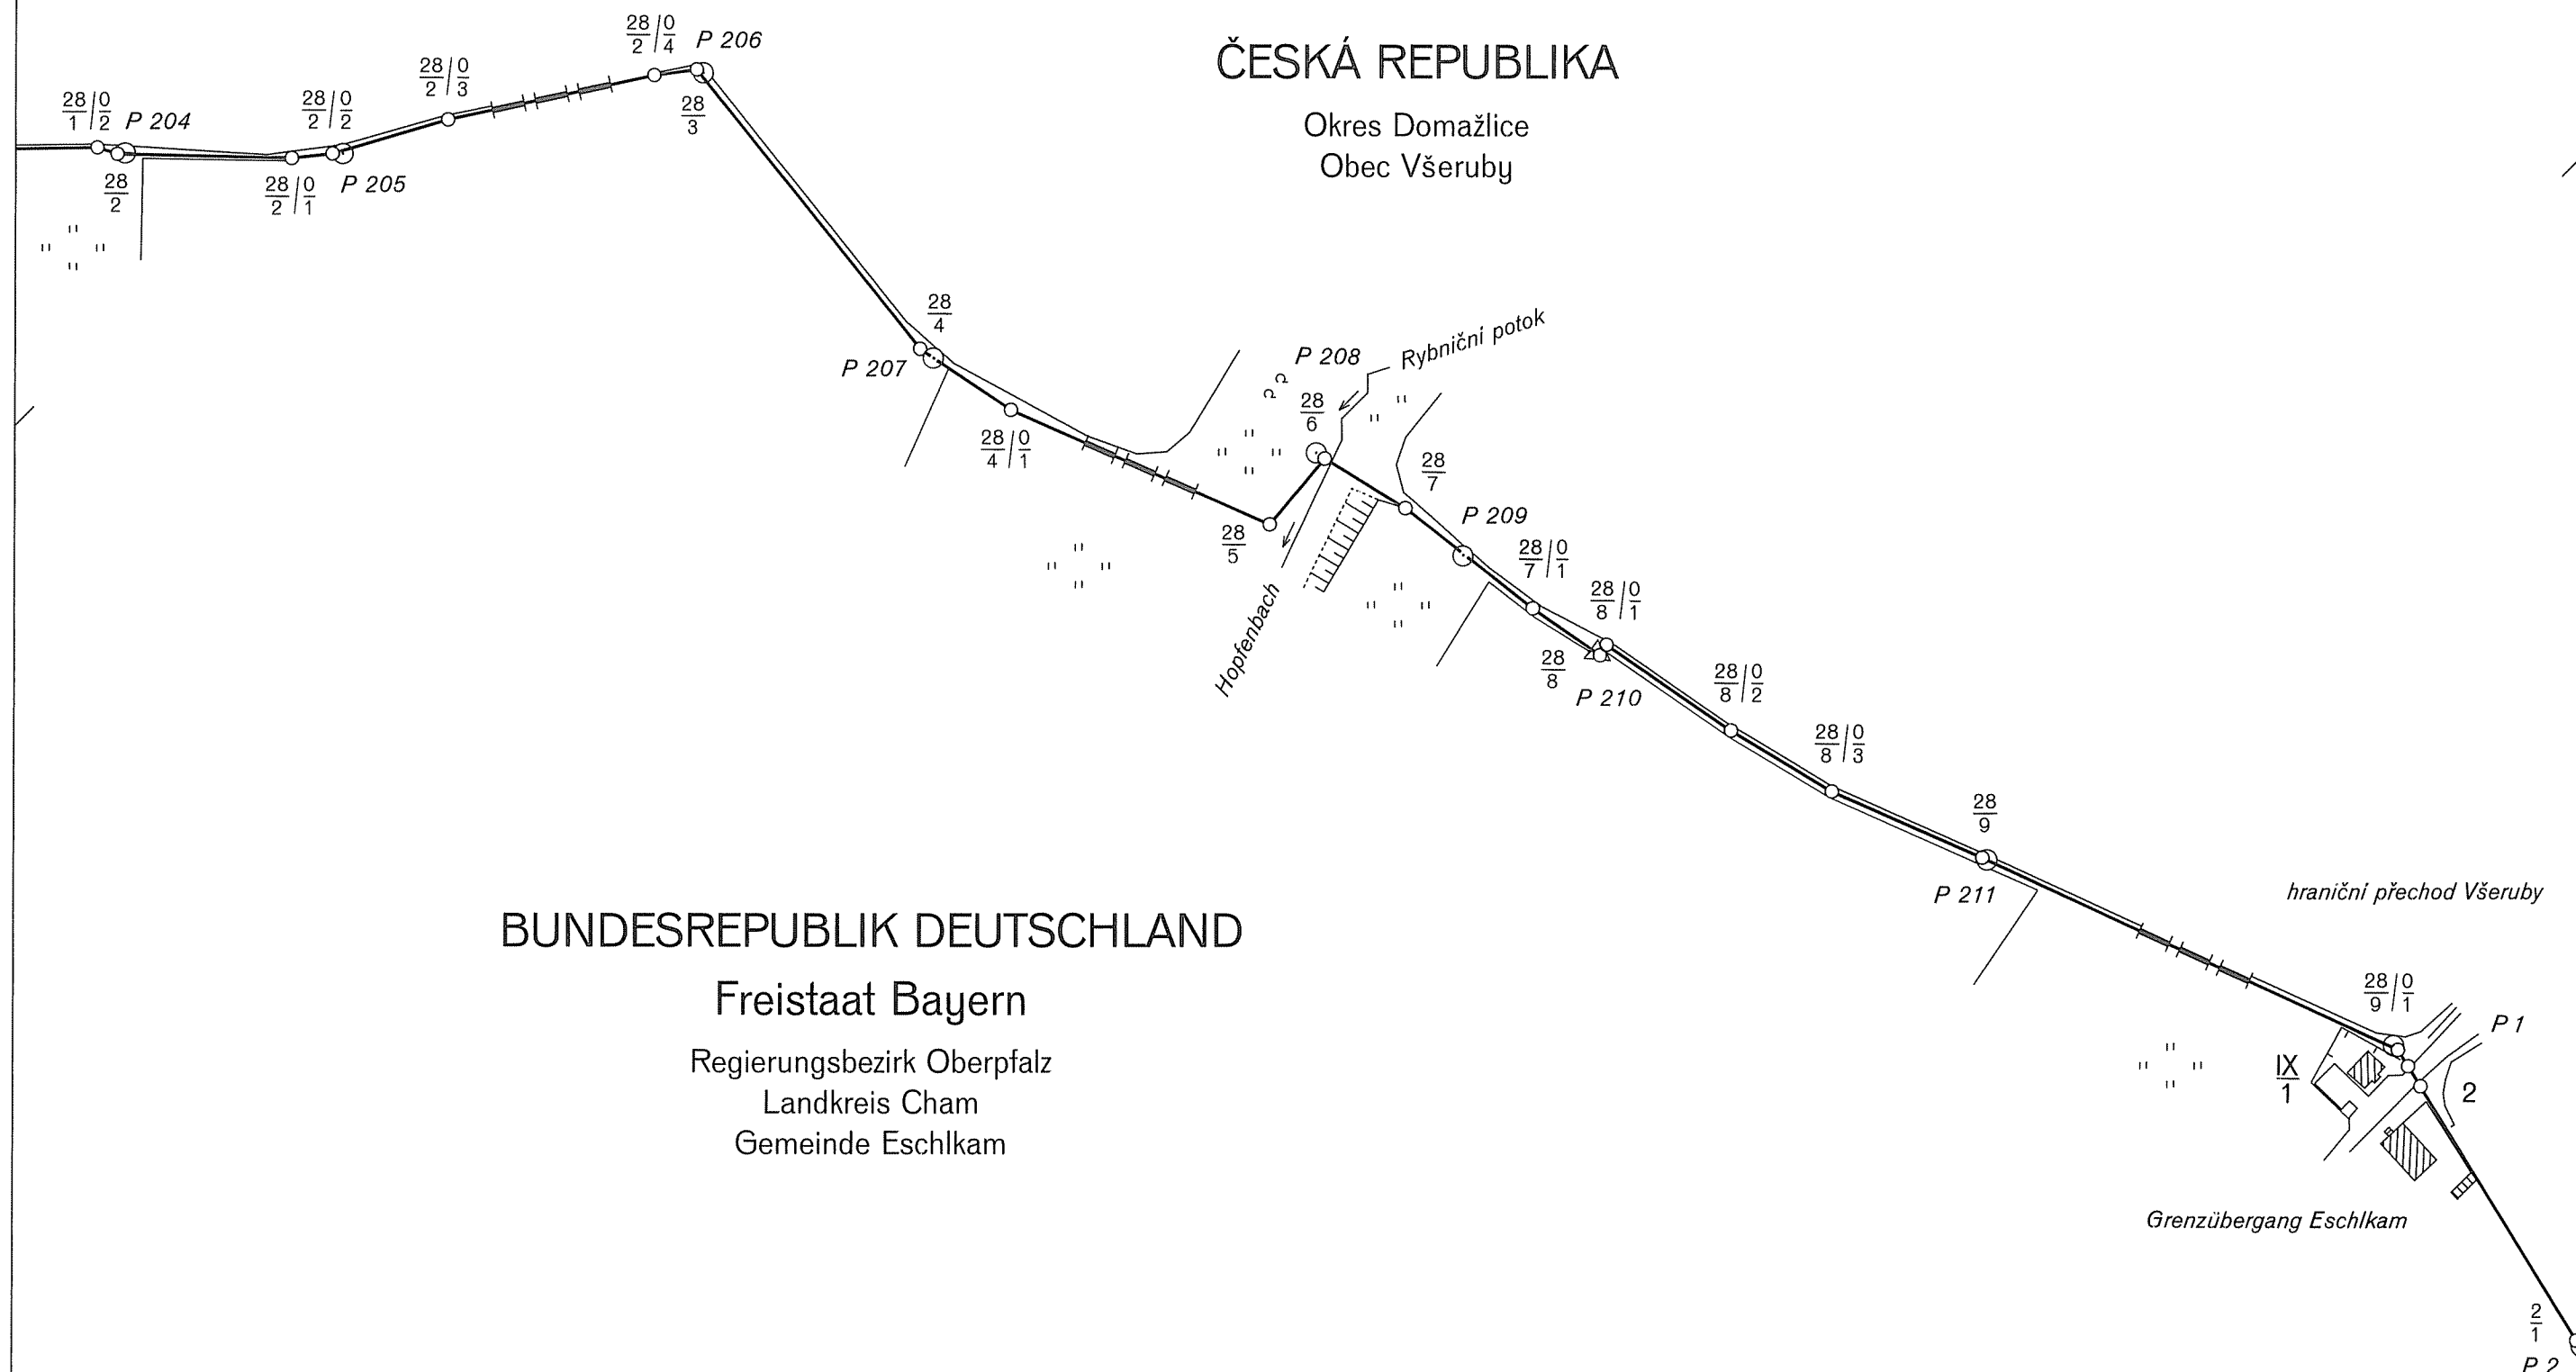 28/1|0/2
P 204
28/2
28/2|0/1
28/2|0/2
P 205
28/2|0/3
28/2|0/4
P 206
28/3
ČESKÁ REPUBLIKA
Okres Domažlice
Obec Všeruby
28/4
P 207
28/4|0/1
28/5
P 208
28/6
Rybniční potok
Hopfenbach
28/7
P 209
28/7|0/1
28/8|0/1
28/8
P 210
28/8|0/2
28/8|0/3
28/9
P 211
BUNDESREPUBLIK DEUTSCHLAND
Freistaat Bayern
Regierungsbezirk Oberpfalz
Landkreis Cham
Gemeinde Eschlkam
hraniční přechod Všeruby
28/9|0/1
P 1
IX/1
2
Grenzübergang Eschlkam
2/1
P 2